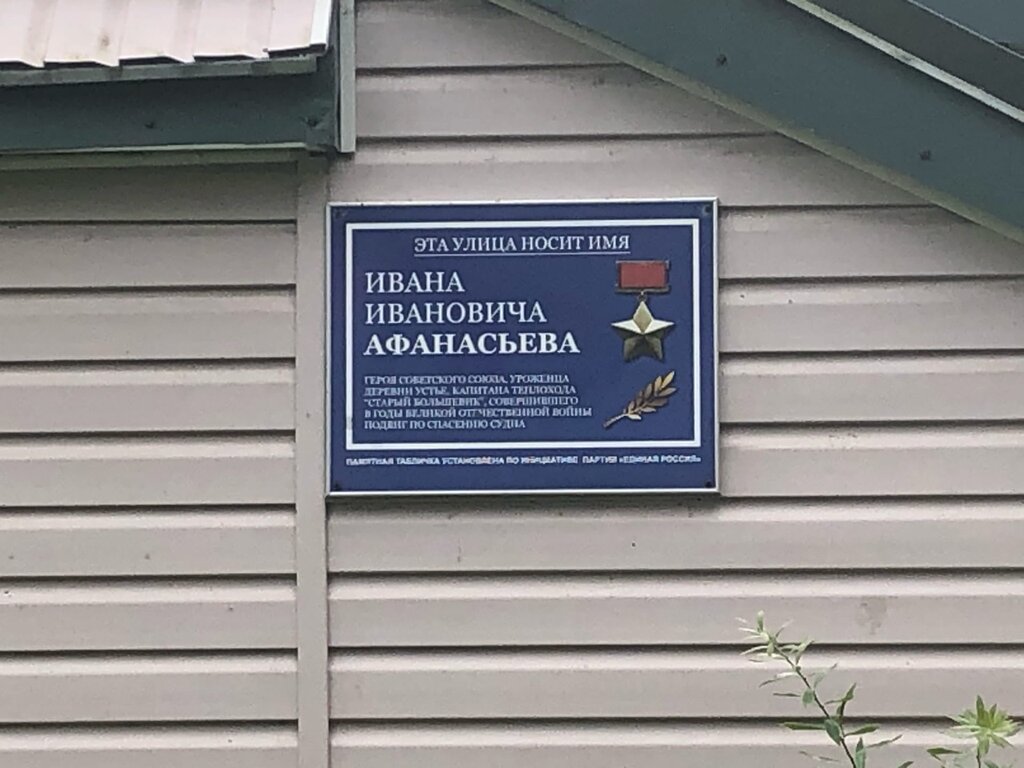 ЭТА УЛИЦА НОСИТ ИМЯ
ИВАНА
ИВАНОВИЧА
АФАНАСЬЕВА
ГЕРОЯ СОВЕТСКОГО СОЮЗА, УРОЖЕНЦА
ДЕРЕВНИ УСТЬЕ, КАПИТАНА ТЕПЛОХОДА
"СТАРЫЙ БОЛЬШЕВИК", СОВЕРШИВШЕГО
В ГОДЫ ВЕЛИКОЙ ОТЕЧЕСТВЕННОЙ ВОЙНЫ
ПОДВИГ ПО СПАСЕНИЮ СУДНА
ПАМЯТНАЯ ТАБЛИЧКА УСТАНОВЛЕНА ПО ИНИЦИАТИВЕ ПАРТИИ «ЕДИНАЯ РОССИЯ»